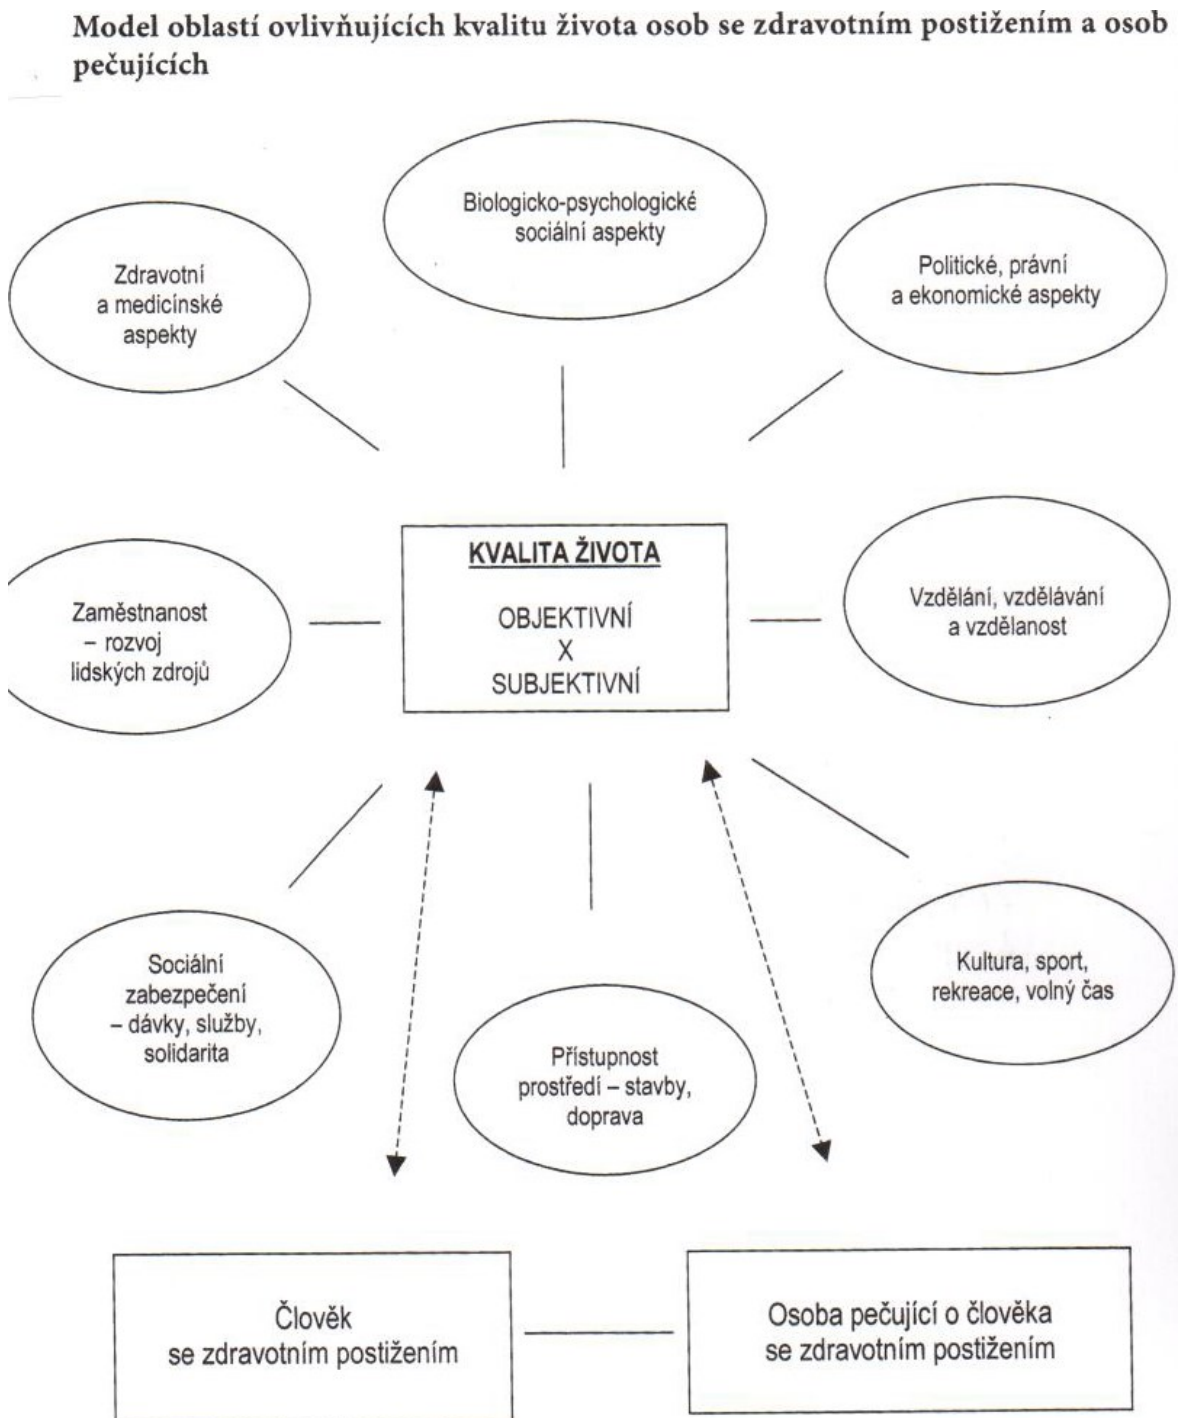 Model oblastí ovlivňujících kvalitu života osob se zdravotním postižením a osob
pečujících
Biologicko-psychologické
sociální aspekty
Zdravotní
a medicínské
aspekty
Politické, právní
a ekonomické aspekty
KVALITA ŽIVOTA
OBJEKTIVNÍ
X
SUBJEKTIVNÍ
Zaměstnanost
– rozvoj
lidských zdrojů
Vzdělání, vzdělávání
a vzdělanost
Sociální
zabezpečení
– dávky, služby,
solidarita
Kultura, sport,
rekreace, volný čas
Přístupnost
prostředí – stavby,
doprava
Člověk
se zdravotním postižením
Osoba pečující o člověka
se zdravotním postižením